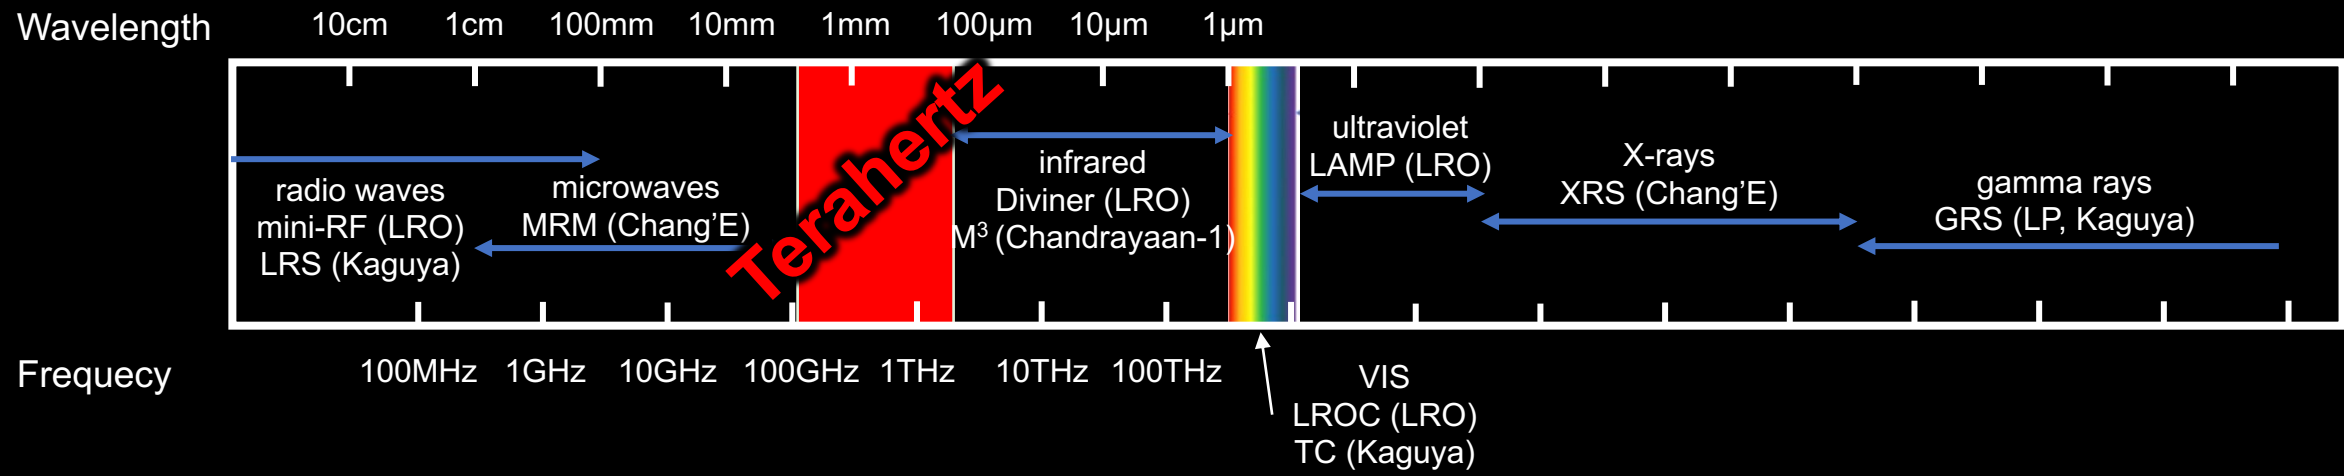 Wavelength 10cm 1cm 100mm 10mm 1mm 100μm 10μm 1μm
radio waves
mini-RF (LRO)
LRS (Kaguya)
microwaves
MRM (Chang’E)
Terahertz
infrared
Diviner (LRO)
M³ (Chandrayaan-1)
ultraviolet
LAMP (LRO)
X-rays
XRS (Chang’E)
gamma rays
GRS (LP, Kaguya)
Frequecy 100MHz 1GHz 10GHz 100GHz 1THz 10THz 100THz
VIS
LROC (LRO)
TC (Kaguya)